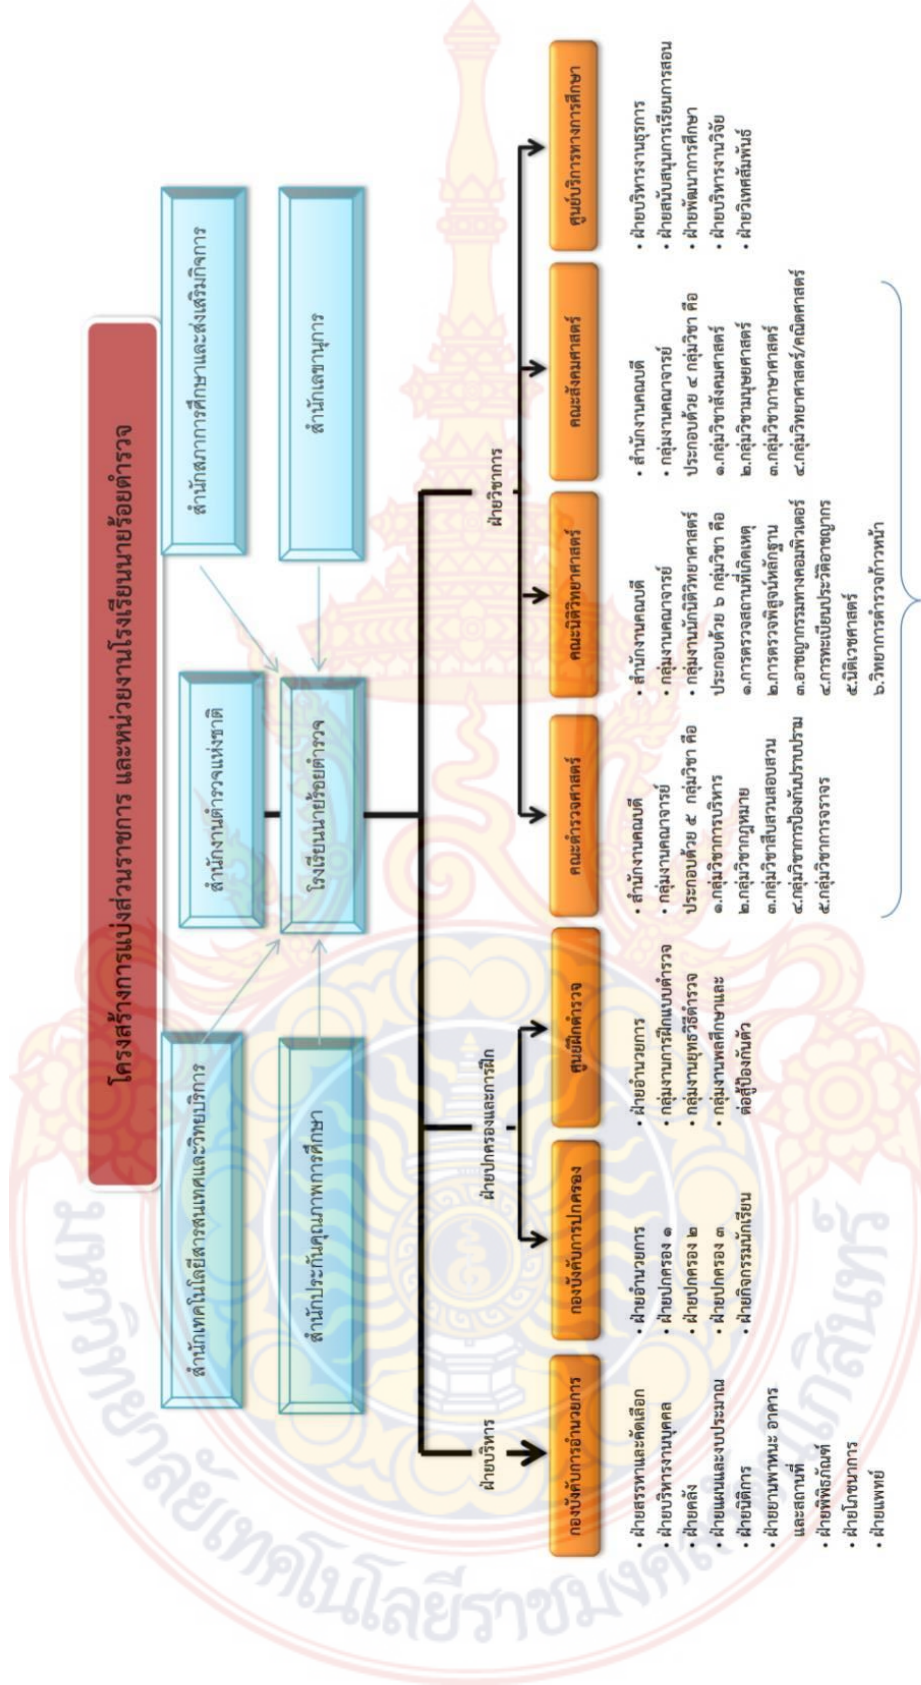 โครงสร้างการแบ่งส่วนราชการ และหน่วยงานโรงเรียนนายร้อยตำรวจ
สำนักเทคโนโลยีสารสนเทศและวิทยบริการ
สำนักงานตำรวจแห่งชาติ
สำนักสภาการศึกษาและส่งเสริมกิจการ
สำนักประกันคุณภาพการศึกษา
โรงเรียนนายร้อยตำรวจ
สำนักเลขานุการ
ฝ่ายบริหาร
ฝ่ายปกครองและการฝึก
ฝ่ายวิชาการ
กองบังคับการอำนวยการ
• ฝ่ายสรรหาและคัดเลือก
• ฝ่ายบริหารงานบุคคล
• ฝ่ายคลัง
• ฝ่ายแผนและงบประมาณ
• ฝ่ายนิติการ
• ฝ่ายยานพาหนะ อาคาร
และสถานที่
• ฝ่ายพิพิธภัณฑ์
• ฝ่ายโภชนาการ
• ฝ่ายแพทย์
กองบังคับการปกครอง
• ฝ่ายอำนวยการ
• ฝ่ายปกครอง ๑
• ฝ่ายปกครอง ๒
• ฝ่ายปกครอง ๓
• ฝ่ายกิจกรรมนักเรียน
ศูนย์ฝึกตำรวจ
• ฝ่ายอำนวยการ
• กลุ่มงานการฝึกแบบตำรวจ
• กลุ่มงานยุทธวิธีตำรวจ
• กลุ่มงานพลศึกษาและ
ต่อสู้ป้องกันตัว
คณะตำรวจศาสตร์
• สำนักงานคณบดี
• กลุ่มงานคณาจารย์
ประกอบด้วย ๕ กลุ่มวิชา คือ
๑.กลุ่มวิชาการบริหาร
๒.กลุ่มวิชากฎหมาย
๓.กลุ่มวิชาสืบสวนสอบสวน
๔.กลุ่มวิชาการป้องกันปราบปราม
๕.กลุ่มวิชาการจราจร
คณะนิติวิทยาศาสตร์
• สำนักงานคณบดี
• กลุ่มงานคณาจารย์
• กลุ่มงานนักนิติวิทยาศาสตร์
ประกอบด้วย ๖ กลุ่มวิชา คือ
๑.การตรวจสถานที่เกิดเหตุ
๒.การตรวจพิสูจน์หลักฐาน
๓.อาชญากรรมทางคอมพิวเตอร์
๔.การทะเบียนประวัติอาชญากร
๕.นิติเวชศาสตร์
๖.วิทยาการตำรวจก้าวหน้า
คณะสังคมศาสตร์
• สำนักงานคณบดี
• กลุ่มงานคณาจารย์
ประกอบด้วย ๔ กลุ่มวิชา คือ
๑.กลุ่มวิชาสังคมศาสตร์
๒.กลุ่มวิชามนุษยศาสตร์
๓.กลุ่มวิชาภาษาศาสตร์
๔.กลุ่มวิทยาศาสตร์/คณิตศาสตร์
ศูนย์บริการทางการศึกษา
• ฝ่ายบริหารงานธุรการ
• ฝ่ายสนับสนุนการเรียนการสอน
• ฝ่ายพัฒนาการศึกษา
• ฝ่ายบริหารงานวิจัย
• ฝ่ายวิเทศสัมพันธ์
มหาวิทยาลัยเทคโนโลยีราชมงคลรัตนโกสินทร์